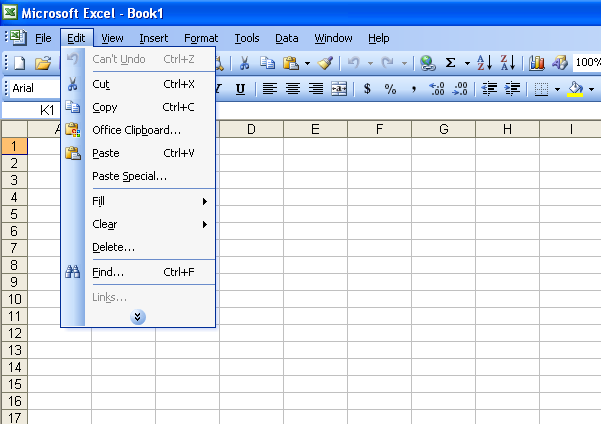 Microsoft Excel - Book1
File Edit View Insert Format Tools Data Window Help
100%
Arial U $ % ,
K1
Can't Undo Ctrl+Z
Cut Ctrl+X
Copy Ctrl+C
Office Clipboard...
Paste Ctrl+V
Paste Special...
Fill
Clear
Delete...
Find... Ctrl+F
Links...
D E F G H I
1
2
3
4
5
6
7
8
9
10
11
12
13
14
15
16
17